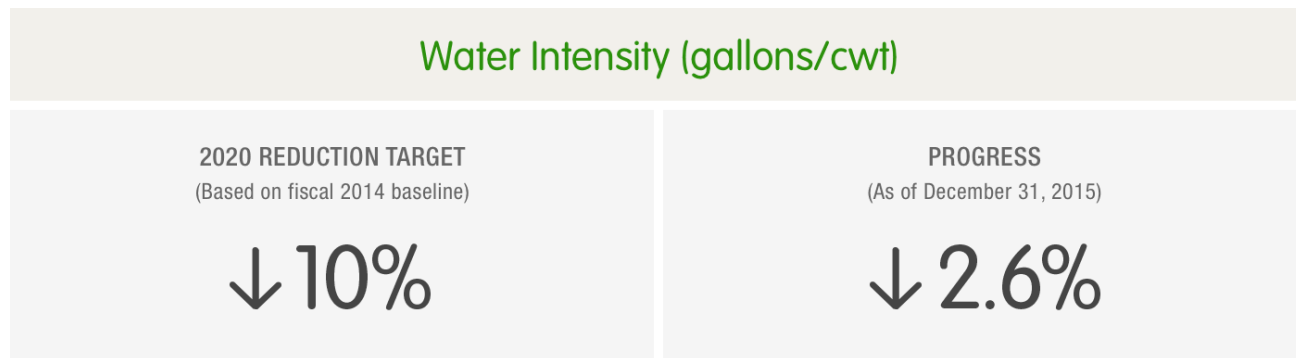 Water Intensity (gallons/cwt)
2020 REDUCTION TARGET
(Based on fiscal 2014 baseline)
↓10%
PROGRESS
(As of December 31, 2015)
↓2.6%